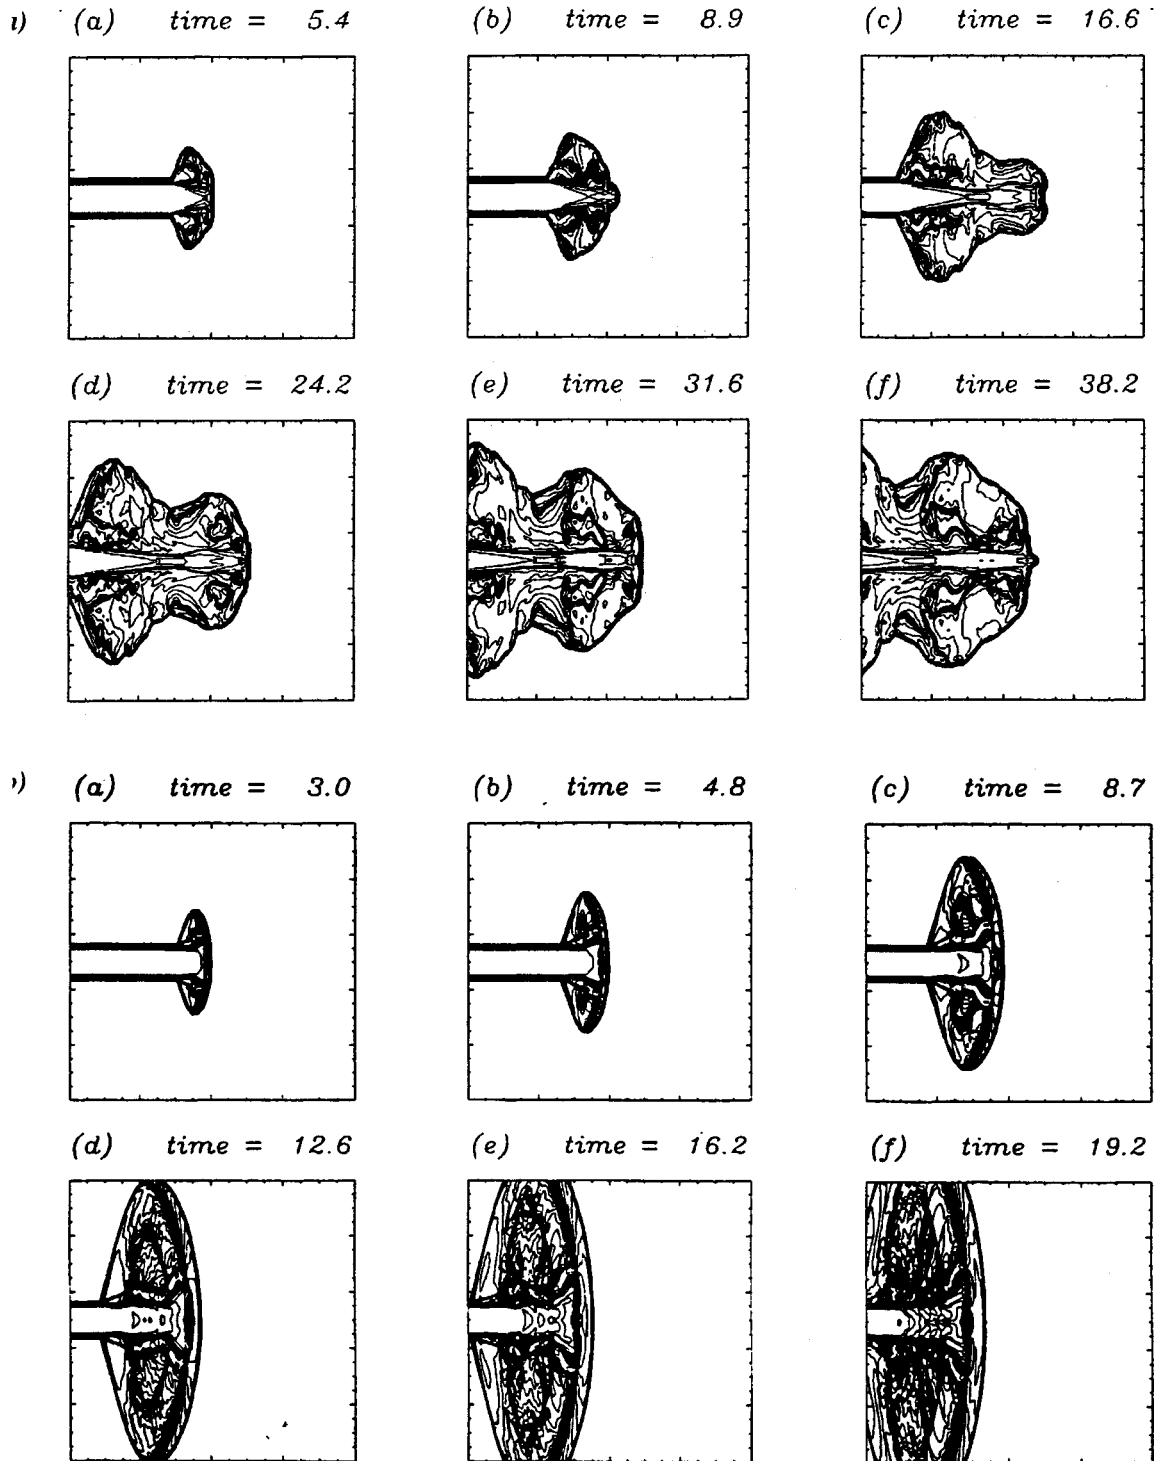 (a) time = 5.4 (b) time = 8.9 (c) time = 16.6
(d) time = 24.2 (e) time = 31.6 (f) time = 38.2
(a) time = 3.0 (b) time = 4.8 (c) time = 8.7
(d) time = 12.6 (e) time = 16.2 (f) time = 19.2